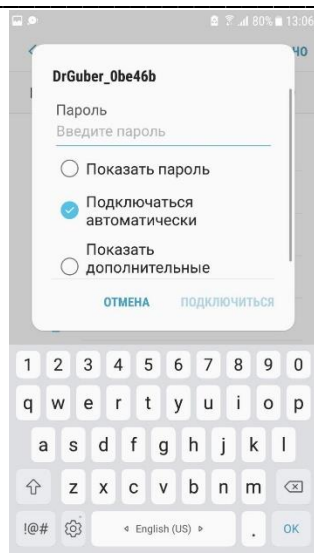 80% 13:06
но
DrGuber_0be46b
Пароль
Введите пароль
Показать пароль
Подключаться
автоматически
Показать
дополнительные
ОТМЕНА ПОДКЛЮЧИТЬСЯ
1 2 3 4 5 6 7 8 9 0
q w e r t y u i o p
a s d f g h j k l
z x c v b n m
!@# English (US) . OK